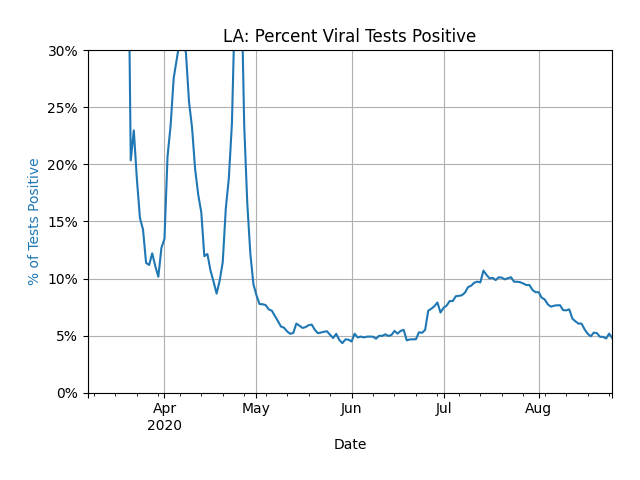 LA: Percent Viral Tests Positive
30%
25%
20%
15%
10%
5%
0%
% of Tests Positive
Apr
2020
May
Jun
Jul
Aug
Date